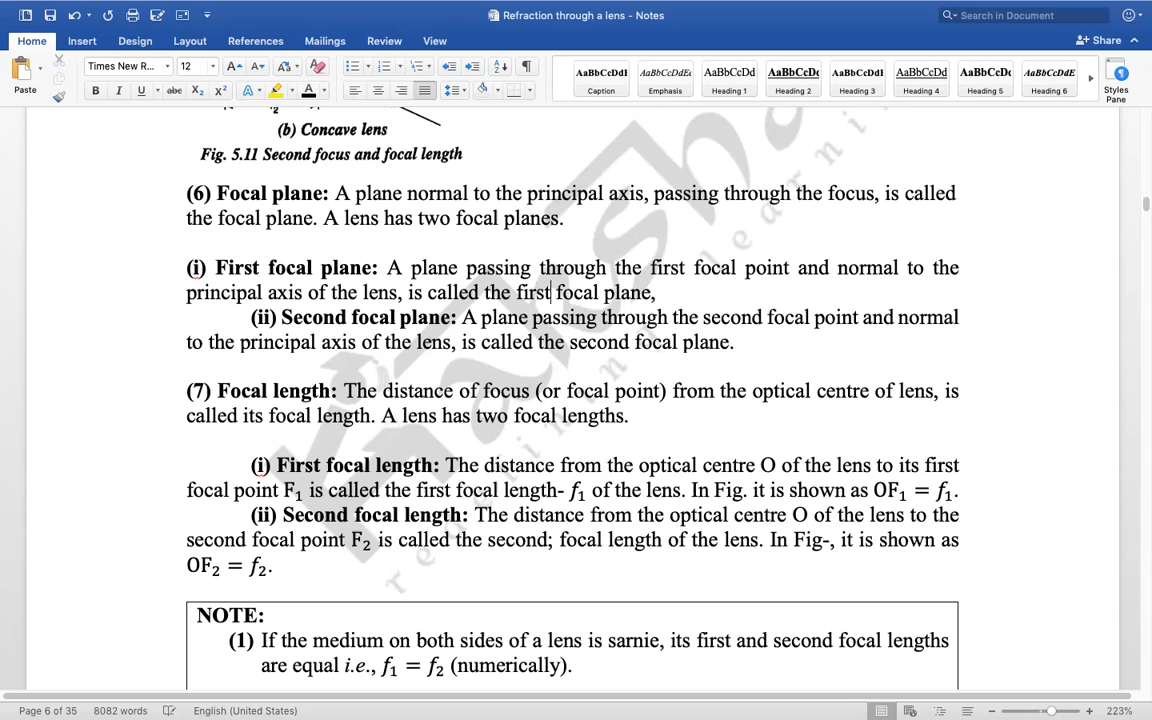 Refraction through a lens - Notes
Search in Document
Home Insert Design Layout References Mailings Review View
Share
Paste
Times New R... 12
AaBbCcDdI AaBbCcDdEe AaBbCcDd AaBbCcDc AaBbCcDdI AaBbCcDd AaBbCcDc AaBbCcDdE
Caption Emphasis Heading 1 Heading 2 Heading 3 Heading 4 Heading 5 Heading 6
Styles
Pane
(b) Concave lens
Fig. 5.11 Second focus and focal length
(6) Focal plane: A plane normal to the principal axis, passing through the focus, is called
the focal plane. A lens has two focal planes.
(i) First focal plane: A plane passing through the first focal point and normal to the
principal axis of the lens, is called the first focal plane,
(ii) Second focal plane: A plane passing through the second focal point and normal
to the principal axis of the lens, is called the second focal plane.
(7) Focal length: The distance of focus (or focal point) from the optical centre of lens, is
called its focal length. A lens has two focal lengths.
(i) First focal length: The distance from the optical centre O of the lens to its first
focal point F₁ is called the first focal length- f₁ of the lens. In Fig. it is shown as OF₁ = f₁.
(ii) Second focal length: The distance from the optical centre O of the lens to the
second focal point F₂ is called the second; focal length of the lens. In Fig-, it is shown as
OF₂ = f₂.
NOTE:
(1) If the medium on both sides of a lens is sarnie, its first and second focal lengths
are equal i.e., f₁ = f₂ (numerically).
Page 6 of 35 8082 words English (United States) 223%